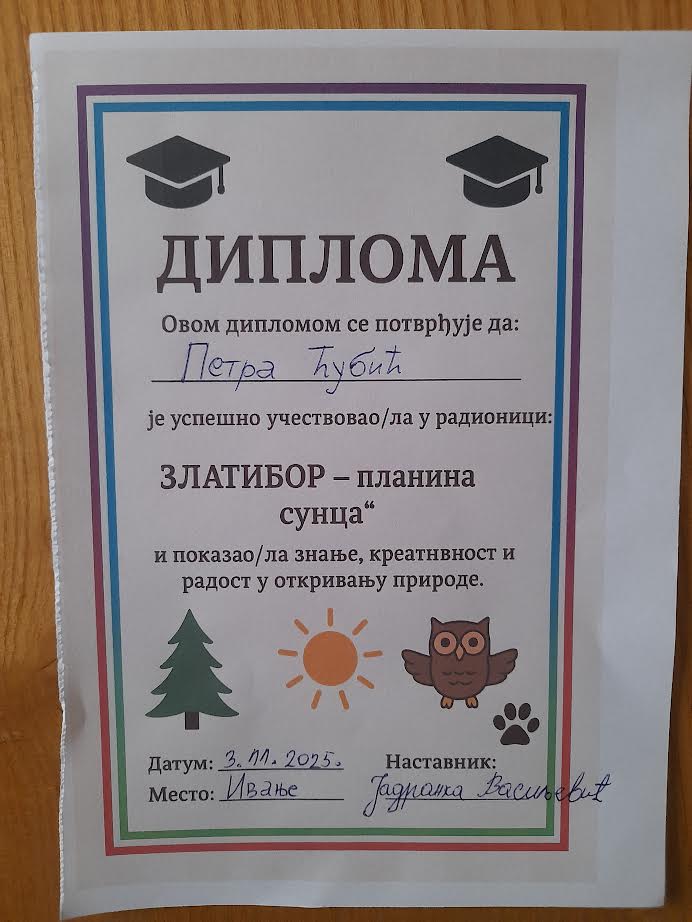 ДИПЛОМА
Овом дипломом се потврђује да:
Петра Ћубић
је успешно учествовао/ла у радионици:
ЗЛАТИБОР – планина
сунца“
и показао/ла знање, креатнвност и
радост у откривању природе.
Датум: 3.11.2025.
Наставник:
Место: Ивање
Јадранка Васиљевић